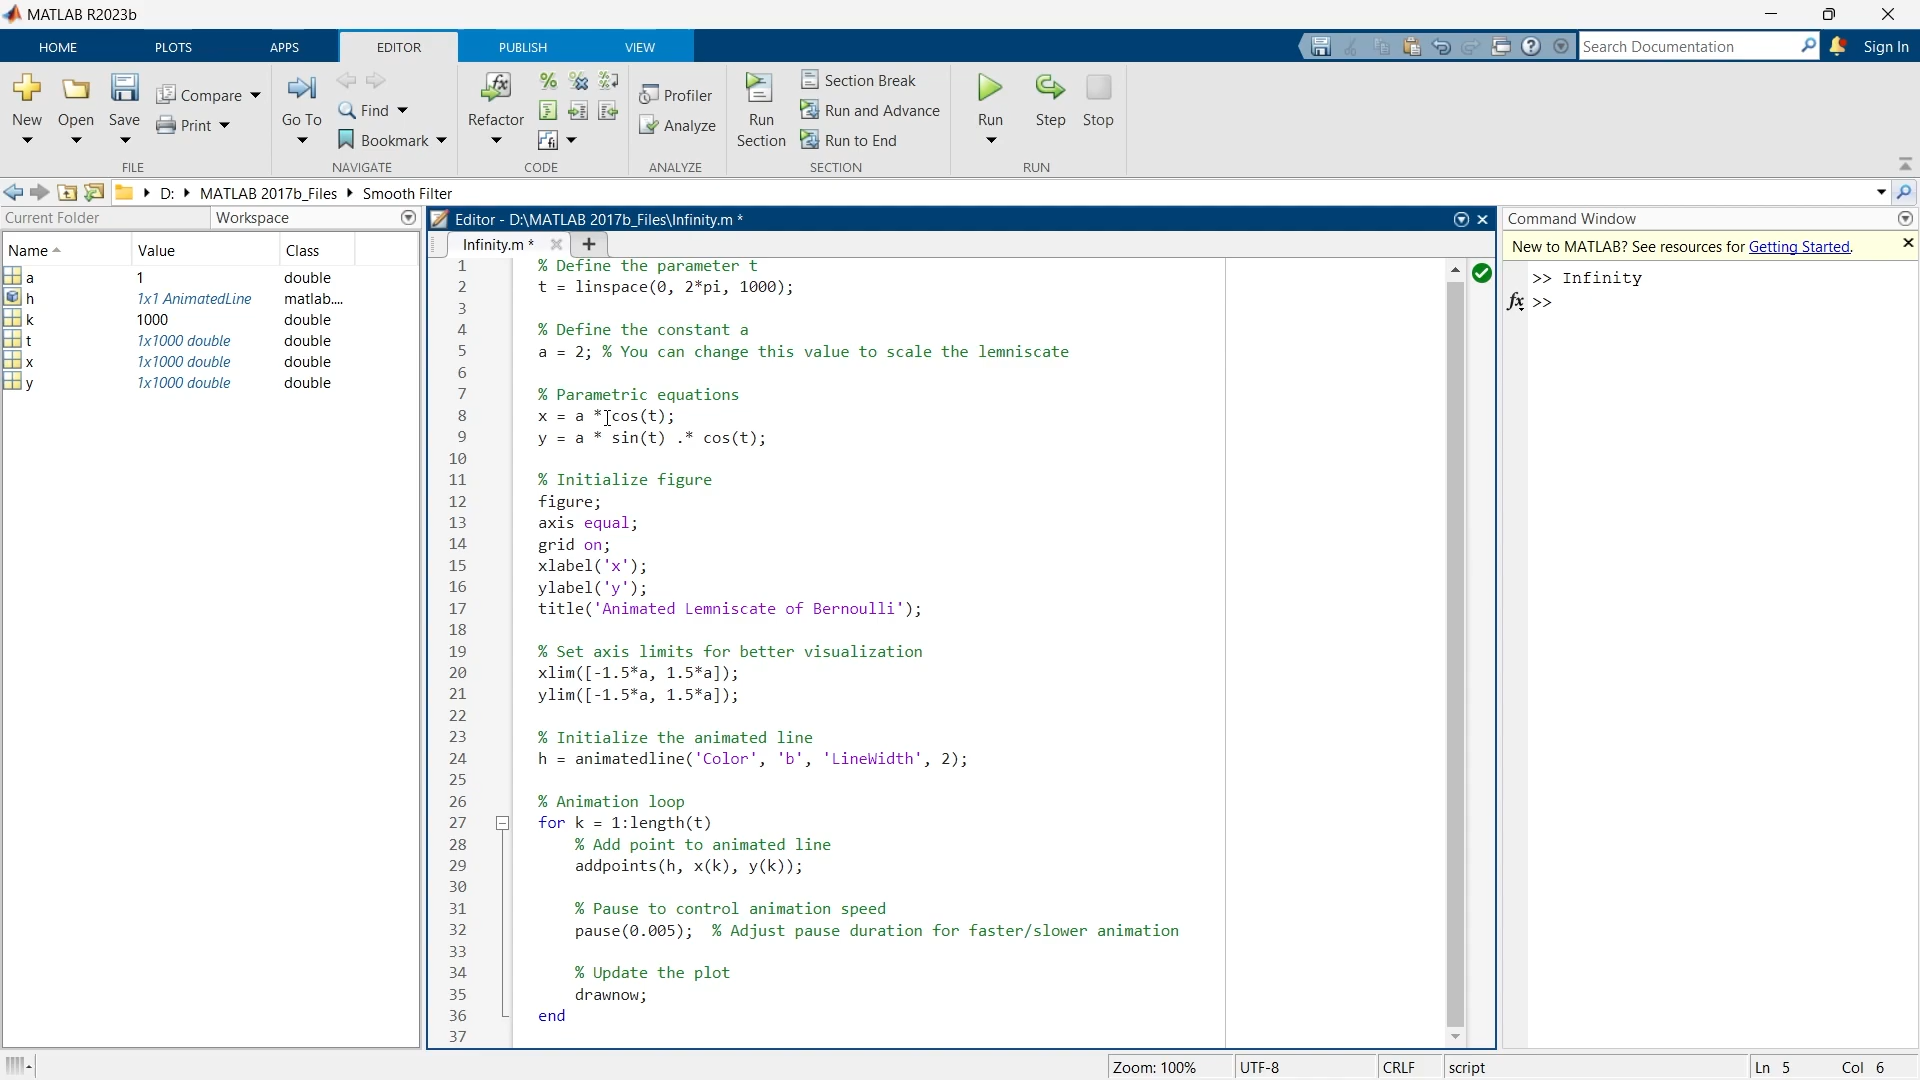 MATLAB R2023b
HOME PLOTS APPS EDITOR PUBLISH VIEW
Search Documentation
Sign In
New
Open
Save
Compare
Print
FILE
Go To
Find
Bookmark
NAVIGATE
Refactor
CODE
Profiler
Analyze
ANALYZE
Run
Section
Section Break
Run and Advance
Run to End
SECTION
Run
Step
Stop
RUN
D: MATLAB 2017b_Files Smooth Filter
Current Folder
Workspace
Name Value Class
a 1 double
h 1x1 AnimatedLine matlab....
k 1000 double
t 1x1000 double double
x 1x1000 double double
y 1x1000 double double
Editor - D:\MATLAB 2017b_Files\Infinity.m *
Infinity.m *
1 % Define the parameter t
2 t = linspace(0, 2*pi, 1000);
3
4 % Define the constant a
5 a = 2; % You can change this value to scale the lemniscate
6
7 % Parametric equations
8 x = a * cos(t);
9 y = a * sin(t) .* cos(t);
10
11 % Initialize figure
12 figure;
13 axis equal;
14 grid on;
15 xlabel('x');
16 ylabel('y');
17 title('Animated Lemniscate of Bernoulli');
18
19 % Set axis limits for better visualization
20 xlim([-1.5*a, 1.5*a]);
21 ylim([-1.5*a, 1.5*a]);
22
23 % Initialize the animated line
24 h = animatedline('Color', 'b', 'LineWidth', 2);
25
26 % Animation loop
27 for k = 1:length(t)
28 % Add point to animated line
29 addpoints(h, x(k), y(k));
30
31 % Pause to control animation speed
32 pause(0.005); % Adjust pause duration for faster/slower animation
33
34 % Update the plot
35 drawnow;
36 end
37
Command Window
New to MATLAB? See resources for Getting Started.
>> Infinity
fx >>
Zoom: 100% UTF-8 CRLF script Ln 5 Col 6